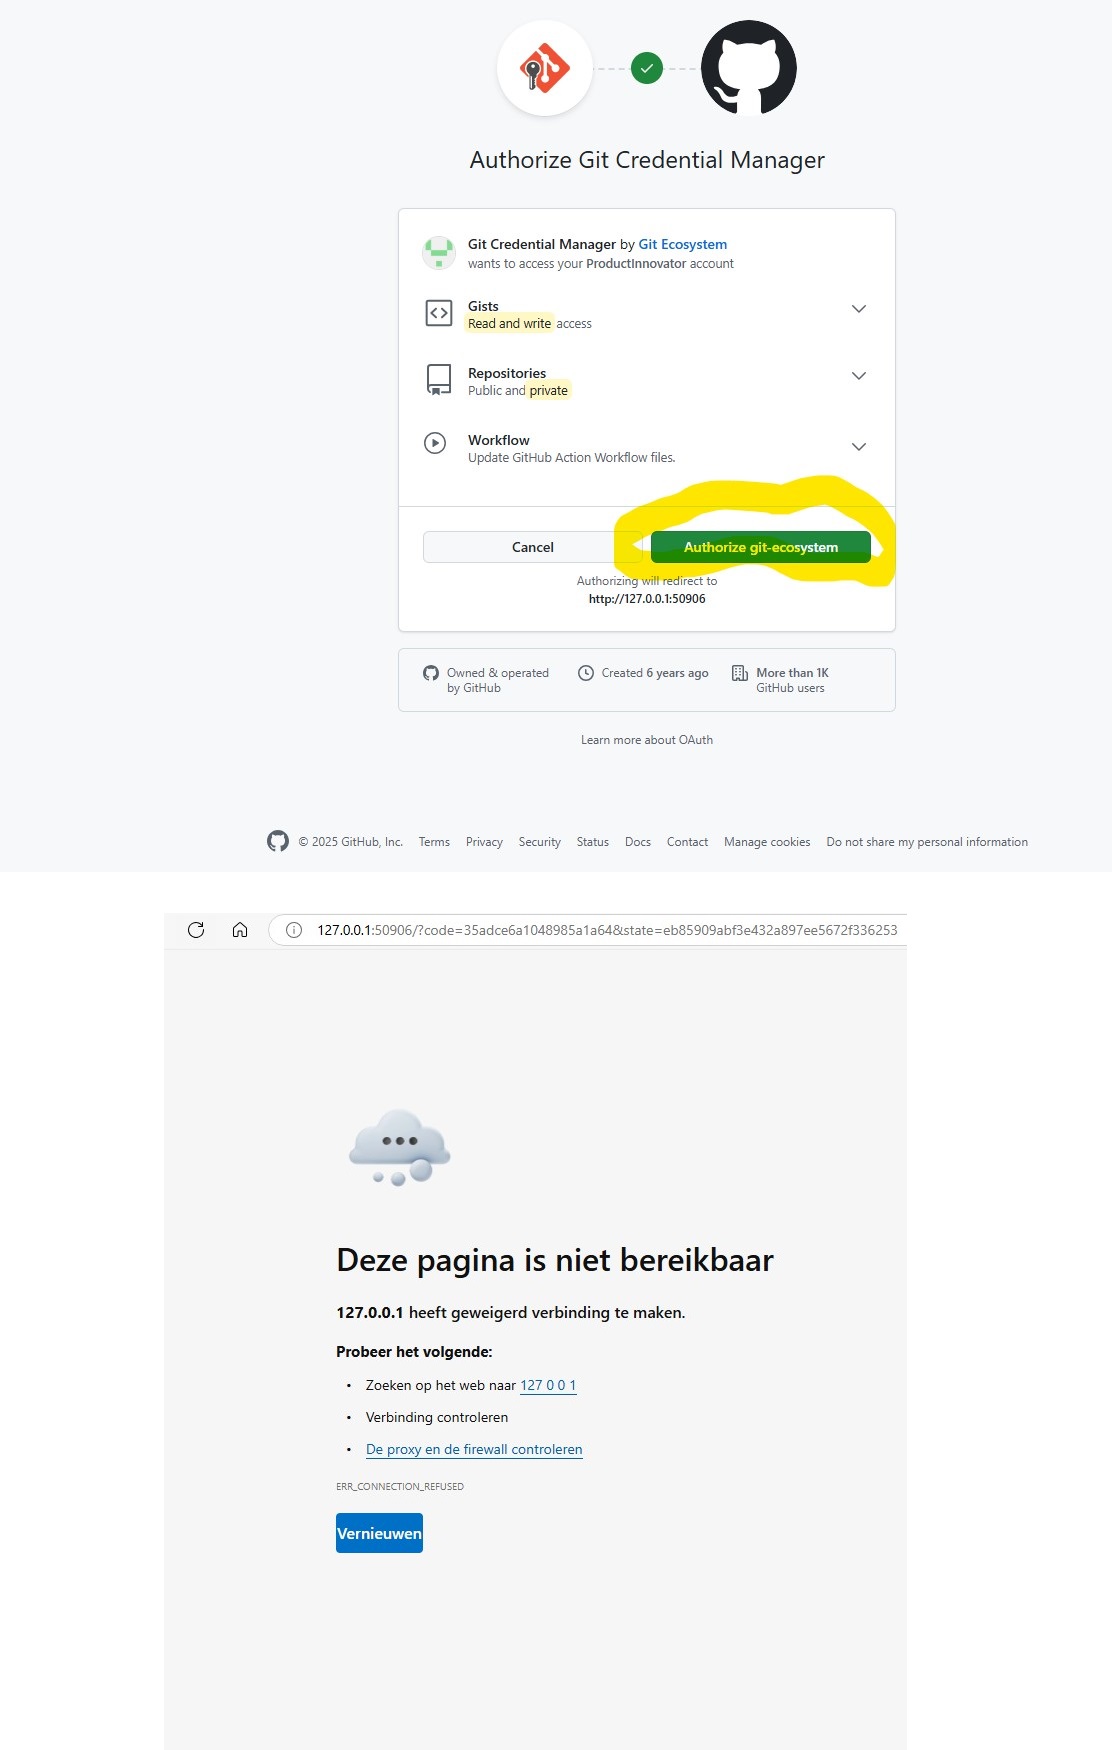 Authorize Git Credential Manager
Git Credential Manager by Git Ecosystem
wants to access your ProductInnovator account
Gists
Read and write access
Repositories
Public and private
Workflow
Update GitHub Action Workflow files.
Cancel
Authorize git-ecosystem
Authorizing will redirect to
http://127.0.0.1:50906
Owned & operated
by GitHub
Created 6 years ago
More than 1K
GitHub users
Learn more about OAuth
© 2025 GitHub, Inc. Terms Privacy Security Status Docs Contact Manage cookies Do not share my personal information
127.0.0.1:50906/?code=35adce6a1048985a1a64&state=eb85909abf3e432a897ee5672f336253
Deze pagina is niet bereikbaar
127.0.0.1 heeft geweigerd verbinding te maken.
Probeer het volgende:
• Zoeken op het web naar 127 0 0 1
• Verbinding controleren
• De proxy en de firewall controleren
ERR_CONNECTION_REFUSED
Vernieuwen